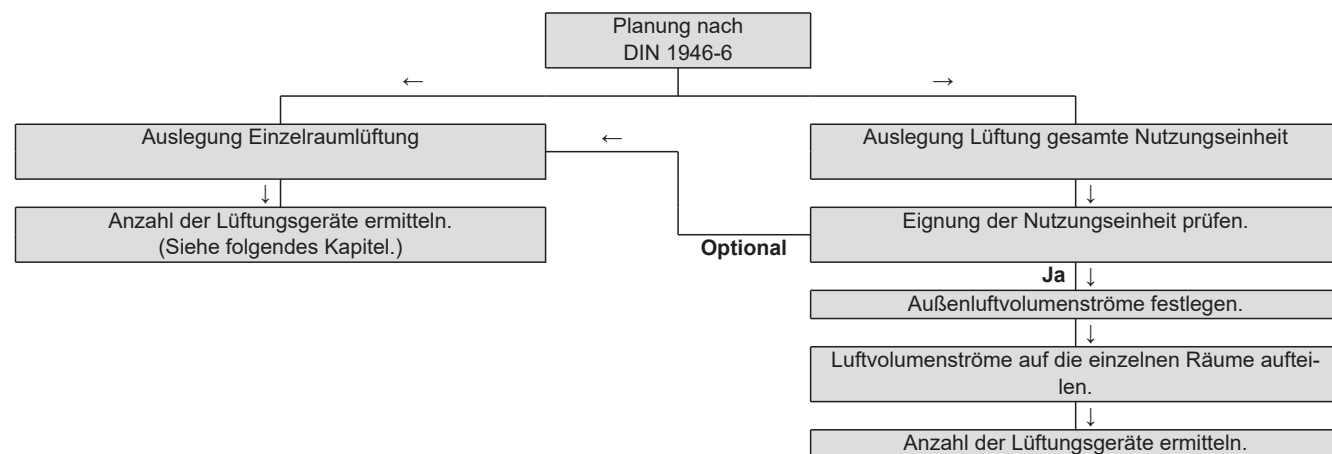 Planung nach
DIN 1946-6
←
→
Auslegung Einzelraumlüftung
←
Auslegung Lüftung gesamte Nutzungseinheit
↓
↓
Anzahl der Lüftungsgeräte ermitteln.
(Siehe folgendes Kapitel.)
Eignung der Nutzungseinheit prüfen.
Optional
Ja ↓
Außenluftvolumenströme festlegen.
↓
Luftvolumenströme auf die einzelnen Räume auftei-
len.
↓
Anzahl der Lüftungsgeräte ermitteln.